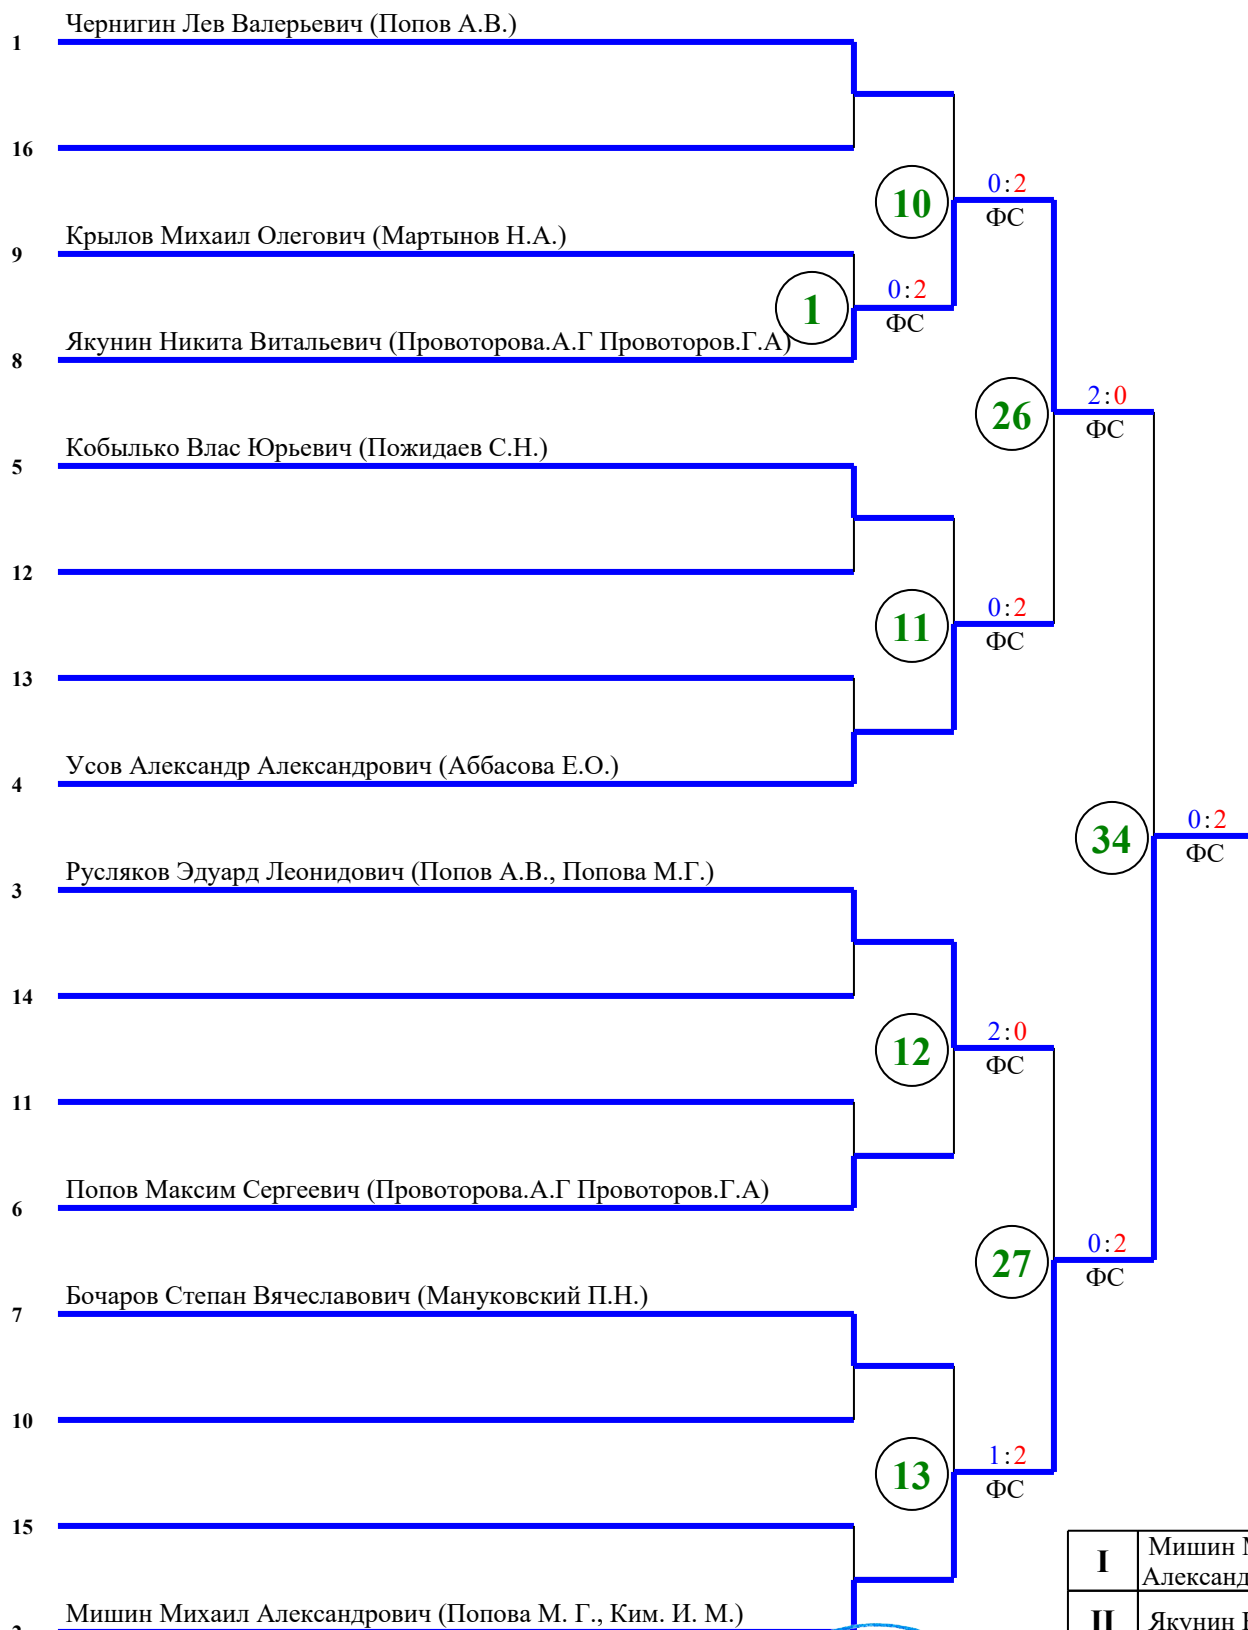 Чернигин Лев Валерьевич (Попов А.В.)
1
16
10
0:2
ФС
Крылов Михаил Олегович (Мартынов Н.А.)
9
1
0:2
ФС
Якунин Никита Витальевич (Провоторова.А.Г Провоторов.Г.А)
8
26
2:0
ФС
Кобылько Влас Юрьевич (Пожидаев С.Н.)
5
12
11
0:2
ФС
13
Усов Александр Александрович (Аббасова Е.О.)
4
34
0:2
ФС
Русляков Эдуард Леонидович (Попов А.В., Попова М.Г.)
3
14
12
2:0
ФС
11
Попов Максим Сергеевич (Провоторова.А.Г Провоторов.Г.А)
6
27
0:2
ФС
Бочаров Степан Вячеславович (Мануковский П.Н.)
7
10
13
1:2
ФС
15
I
Мишин
Александ
Мишин Михаил Александрович (Попова М. Г., Ким. И. М.)
II
Якунин